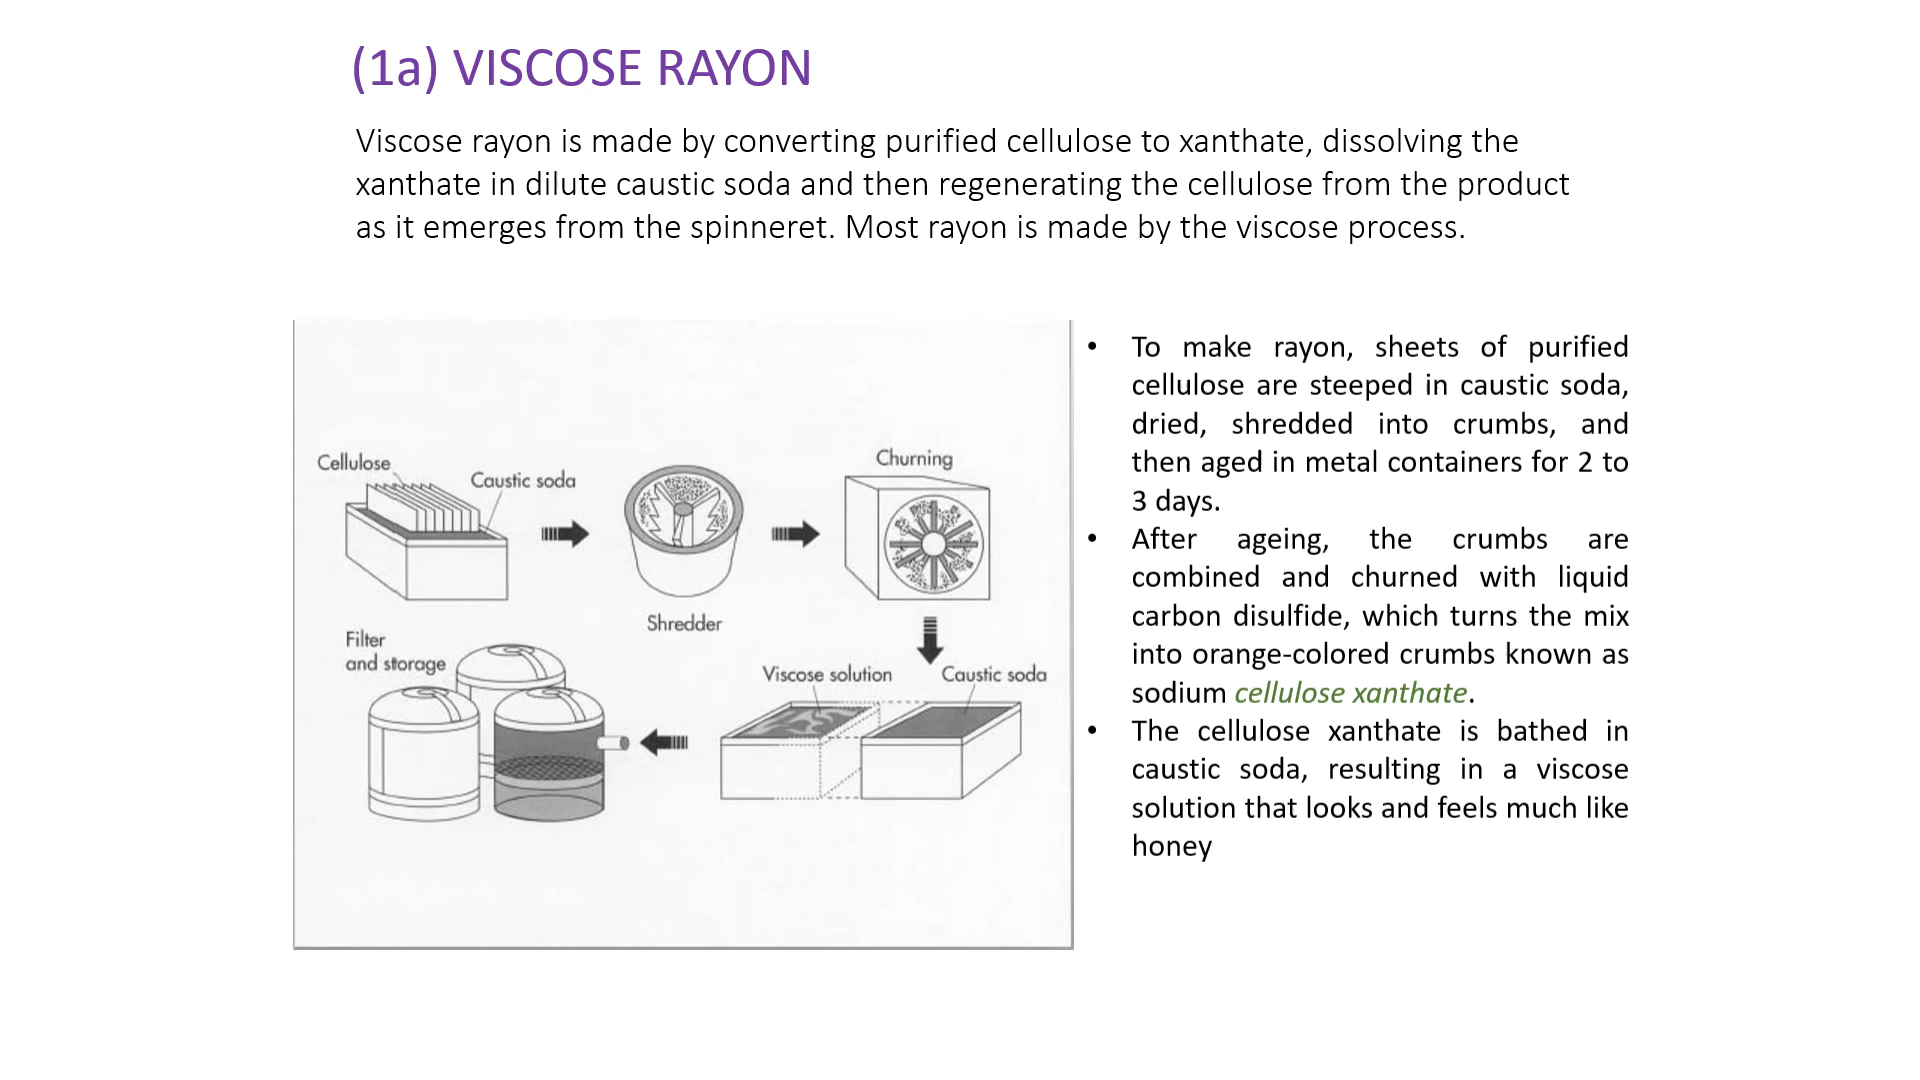 (1a) VISCOSE RAYON
Viscose rayon is made by converting purified cellulose to xanthate, dissolving the
xanthate in dilute caustic soda and then regenerating the cellulose from the product
as it emerges from the spinneret. Most rayon is made by the viscose process.
Cellulose
Caustic soda
Churning
Shredder
Filter
and storage
Viscose solution
Caustic soda
• To make rayon, sheets of purified
cellulose are steeped in caustic soda,
dried, shredded into crumbs, and
then aged in metal containers for 2 to
3 days.
• After ageing, the crumbs are
combined and churned with liquid
carbon disulfide, which turns the mix
into orange-colored crumbs known as
sodium cellulose xanthate.
• The cellulose xanthate is bathed in
caustic soda, resulting in a viscose
solution that looks and feels much like
honey